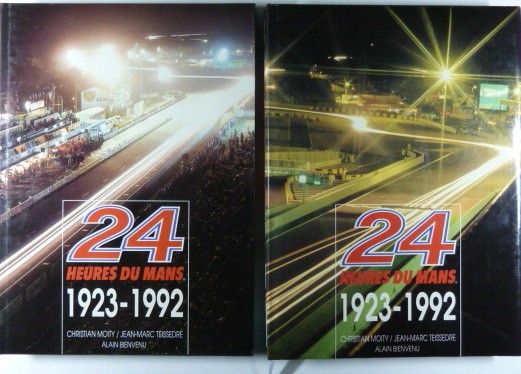 24
HEURES DU MANS
1923-1992
CHRISTIAN MOITY / JEAN-MARC TEISSEDRE
ALAIN BIENVENU
24
HEURES DU MANS
1923-1992
CHRISTIAN MOITY / JEAN-MARC TEISSEDRE
ALAIN BIENVENU